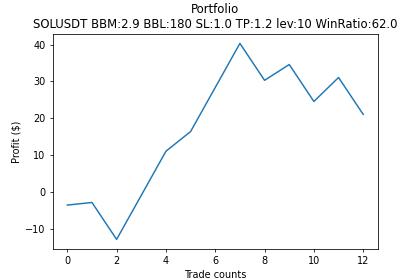 Portfolio
SOLUSDT BBM:2.9 BBL:180 SL:1.0 TP:1.2 lev:10 WinRatio:62.0
40
30
20
10
0
−10
Profit ($)
0 2 4 6 8 10 12
Trade counts